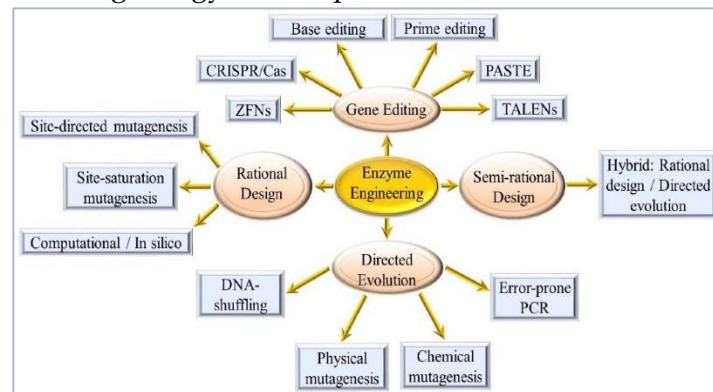 Base editing
Prime editing
CRISPR/Cas
PASTE
ZFNs
Gene Editing
TALENs
Site-directed mutagenesis
Site-saturation
mutagenesis
Computational / In silico
Rational
Design
Enzyme
Engineering
Semi-rational
Design
Hybrid: Rational
design / Directed
evolution
Directed
Evolution
DNA-
shuffling
Error-prone
PCR
Physical
mutagenesis
Chemical
mutagenesis